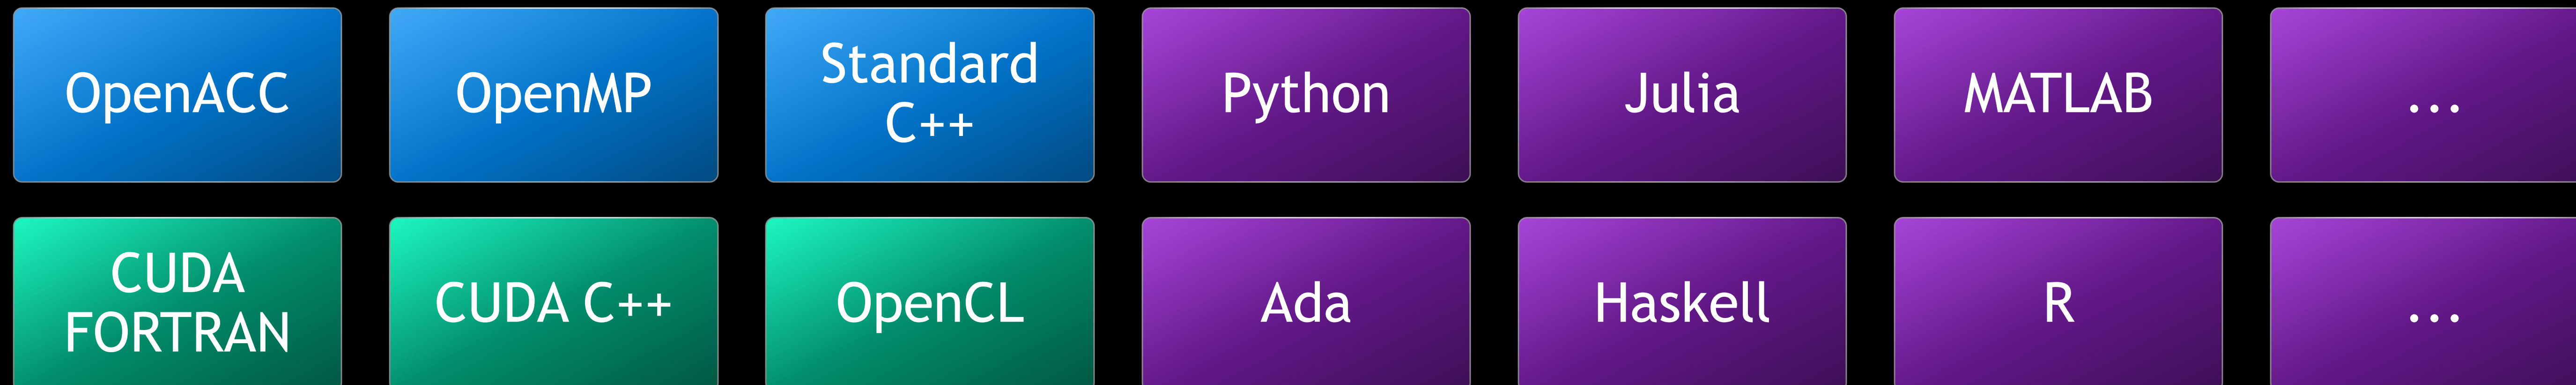 OpenACC
OpenMP
Standard
C++
Python
Julia
MATLAB
...
CUDA
FORTRAN
CUDA C++
OpenCL
Ada
Haskell
R
...